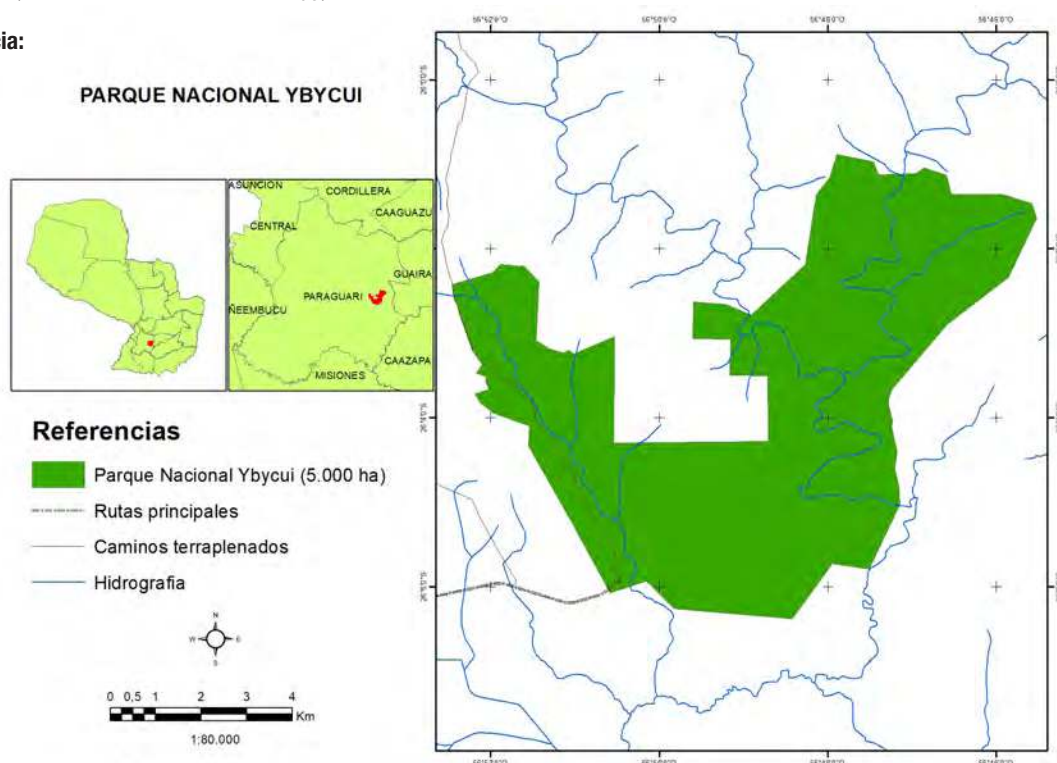 cia:
PARQUE NACIONAL YBYCUI
ASUNCION
CORDILLERA
CAAGUAZU
CENTRAL
GUAIRA
PARAGUARI
ÑEEMBUCU
CAAZAPA
MISIONES
Referencias
Parque Nacional Ybycui (5.000 ha)
Rutas principales
Caminos terraplenados
Hidrografia
N
W
E
S
0 0,5 1 2 3 4
Km
1:80.000